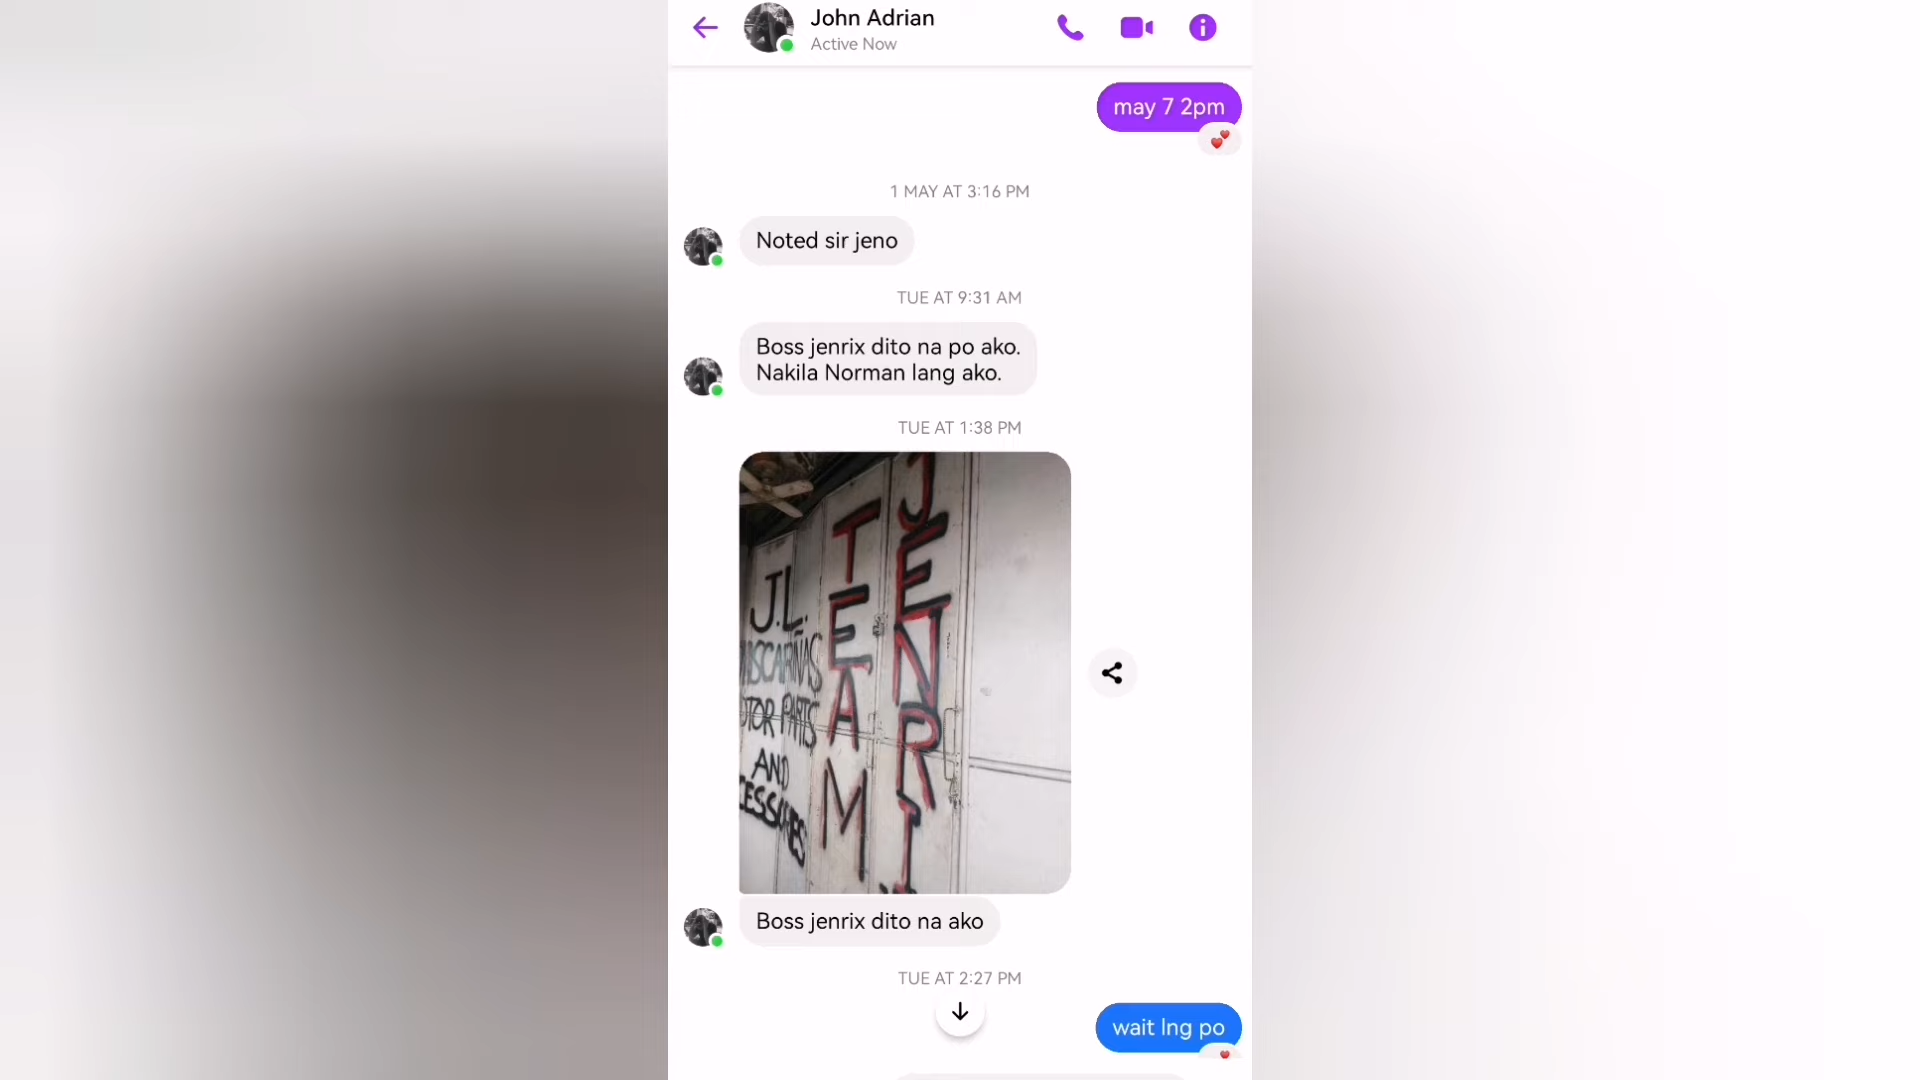 John Adrian
Active Now
may 7 2pm
1 MAY AT 3:16 PM
Noted sir jeno
TUE AT 9:31 AM
Boss jenrix dito na po ako.
Nakila Norman lang ako.
TUE AT 1:38 PM
J.L.
AND
TEAM
JENRI
Boss jenrix dito na ako
TUE AT 2:27 PM
wait lng po